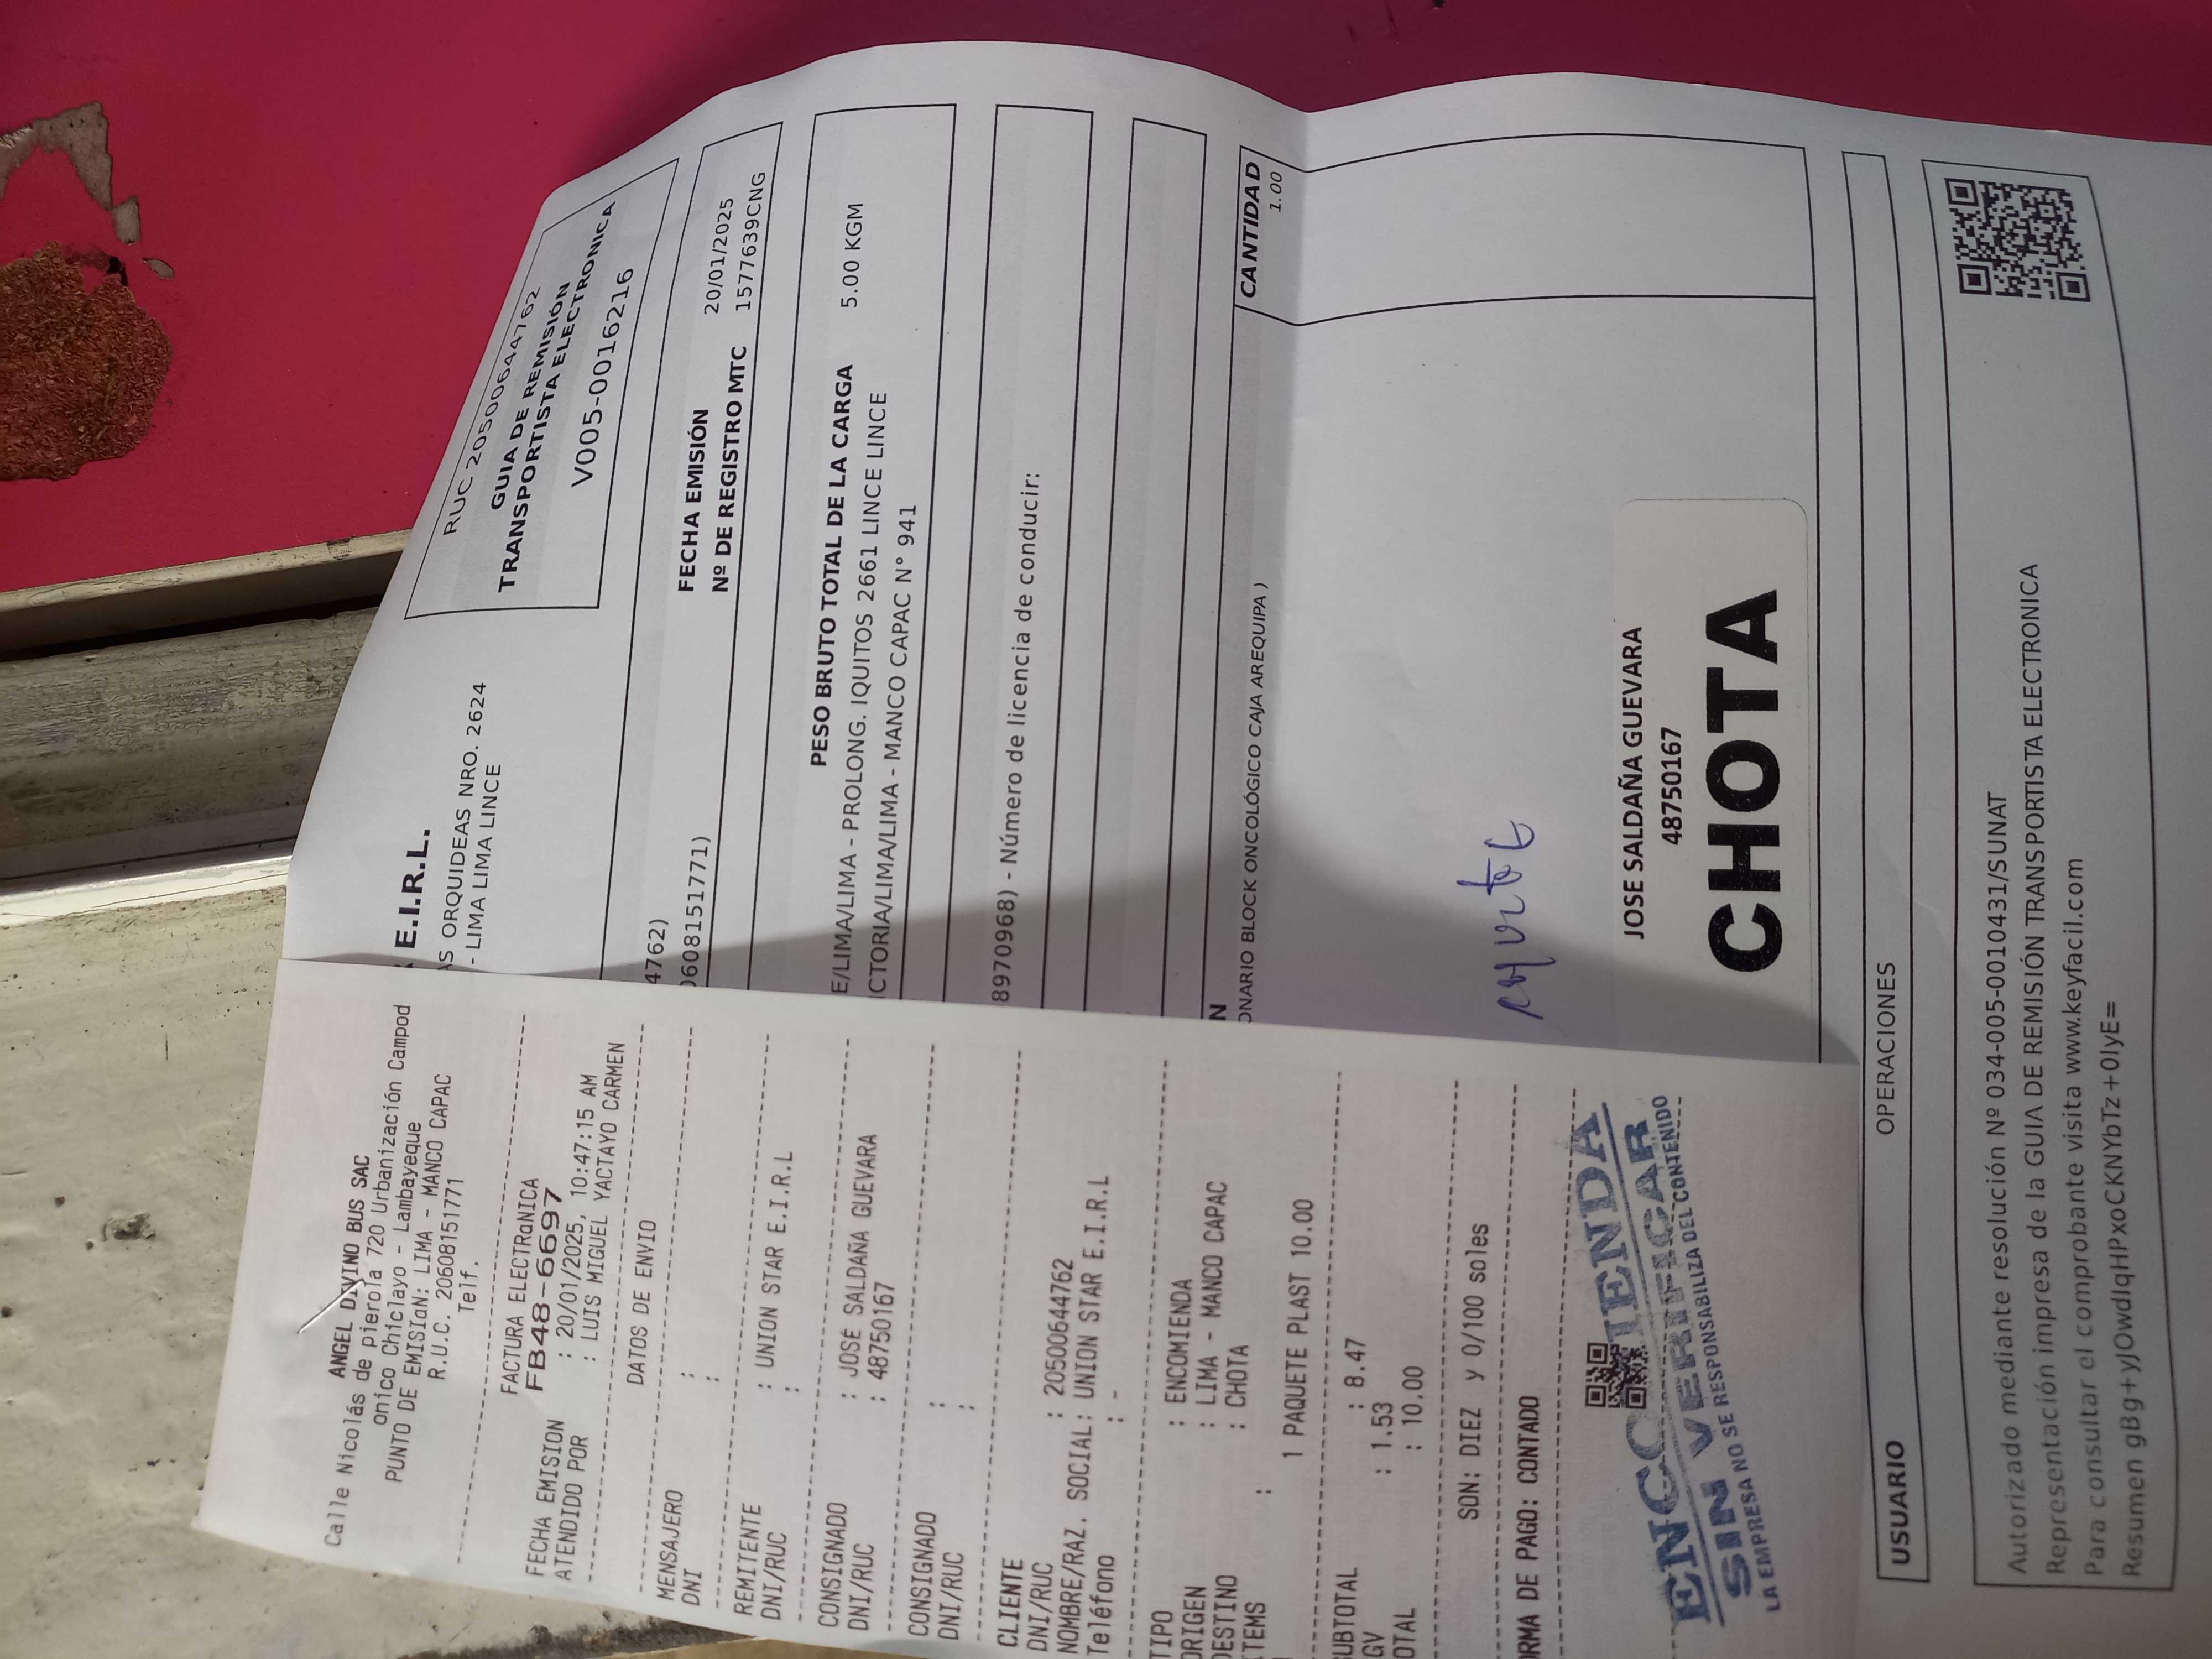 ANGEL DIVINO BUS SAC
Calle Nicolás de pierola 720 Urbanización Campod
onico Chiclayo - Lambayeque
PUNTO DE EMISIαN: LIMA - MANCO CAPAC
R.U.C. 20608151771
Telf.
FACTURA ELECTRαNICA
FB48-6697
FECHA EMISION : 20/01/2025, 10:47:15 AM
ATENDIDO POR : LUIS MIGUEL YACTAYO CARMEN
DATOS DE ENVIO
MENSAJERO :
DNI :
REMITENTE : UNION STAR E.I.R.L
DNI/RUC :
CONSIGNADO : JOSE SALDAÑA GUEVARA
DNI/RUC : 48750167
CONSIGNADO :
DNI/RUC :
CLIENTE
DNI/RUC : 20500644762
NOMBRE/RAZ. SOCIAL: UNION STAR E.I.R.L
Teléfono : -
TIPO : ENCOMIENDA
ORIGEN : LIMA - MANCO CAPAC
DESTINO : CHOTA
ITEMS :
1 PAQUETE PLAST 10.00
UBTOTAL : 8.47
GV : 1.53
OTAL : 10.00
SON: DIEZ y 0/100 soles
ORMA DE PAGO: CONTADO
ENCOMIENDA
SIN VERIFICAR
LA EMPRESA NO SE RESPONSABILIZA DEL CONTENIDO
E.I.R.L.
AS ORQUIDEAS NRO. 2624
- LIMA LIMA LINCE
RUC 20500644762
GUIA DE REMISIÓN
TRANSPORTISTA ELECTRONICA
V005-0016216
4762)
0608151771)
FECHA EMISIÓN 20/01/2025
Nº DE REGISTRO MTC 1577639CNG
PESO BRUTO TOTAL DE LA CARGA 5.00 KGM
E/LIMA/LIMA - PROLONG. IQUITOS 2661 LINCE LINCE
CTORIA/LIMA/LIMA - MANCO CAPAC N° 941
8970968) - Número de licencia de conducir:
N CANTIDAD
ONARIO BLOCK ONCOLÓGICO CAJA AREQUIPA ) 1.00
JOSE SALDAÑA GUEVARA
48750167
CHOTA
USUARIO OPERACIONES
Autorizado mediante resolución Nº 034-005-0010431/SUNAT
Representación impresa de la GUIA DE REMISIÓN TRANSPORTISTA ELECTRONICA
Para consultar el comprobante visita www.keyfacil.com
Resumen gBg+yJOwdIqHPxoCKNYbTz+0IyE=